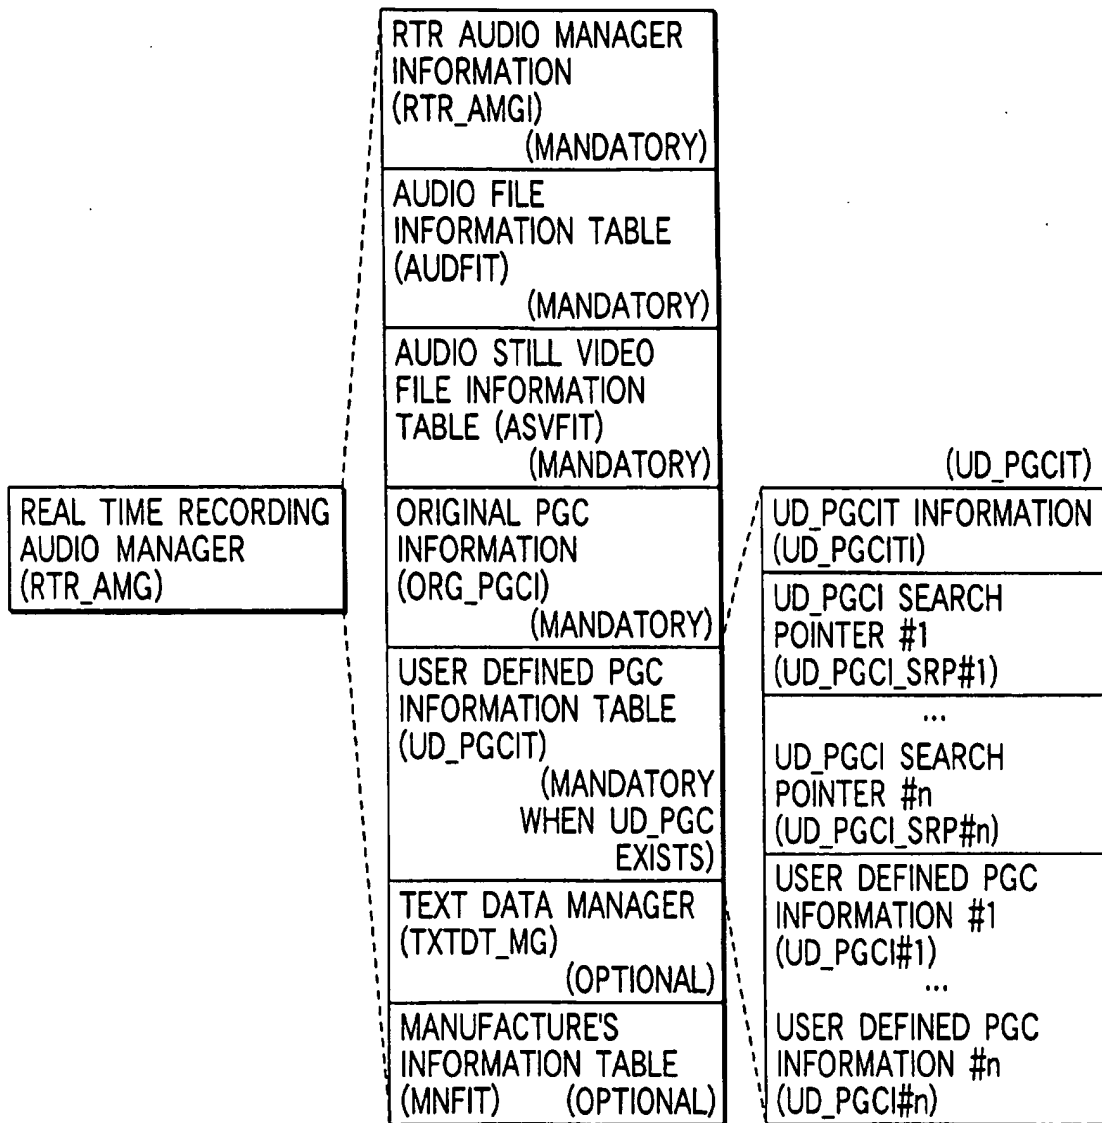 REAL TIME RECORDING
AUDIO MANAGER
(RTR_AMG)
RTR AUDIO MANAGER
INFORMATION
(RTR_AMGI)
(MANDATORY)
AUDIO FILE
INFORMATION TABLE
(AUDFIT)
(MANDATORY)
AUDIO STILL VIDEO
FILE INFORMATION
TABLE (ASVFIT)
(MANDATORY)
ORIGINAL PGC
INFORMATION
(ORG_PGCI)
(MANDATORY)
USER DEFINED PGC
INFORMATION TABLE
(UD_PGCIT)
(MANDATORY
WHEN UD_PGC
EXISTS)
TEXT DATA MANAGER
(TXTDT_MG)
(OPTIONAL)
MANUFACTURE'S
INFORMATION TABLE
(MNFIT) (OPTIONAL)
(UD_PGCIT)
UD_PGCIT INFORMATION
(UD_PGCITI)
UD_PGCI SEARCH
POINTER #1
(UD_PGCI_SRP#1)
...
UD_PGCI SEARCH
POINTER #n
(UD_PGCI_SRP#n)
USER DEFINED PGC
INFORMATION #1
(UD_PGCI#1)
...
USER DEFINED PGC
INFORMATION #n
(UD_PGCI#n)